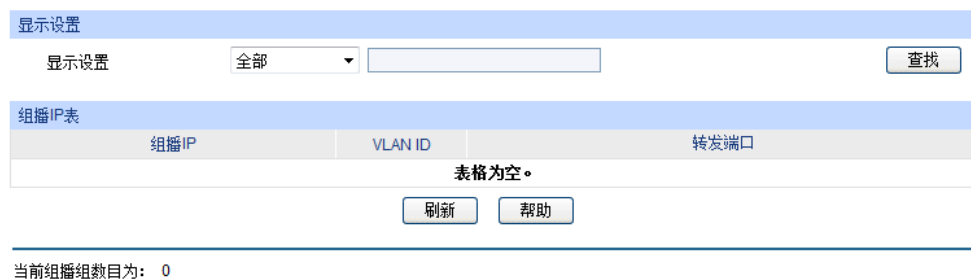 显示设置
显示设置 全部 查找
组播IP表
组播IP VLAN ID 转发端口
表格为空。
刷新 帮助
当前组播组数目为： 0